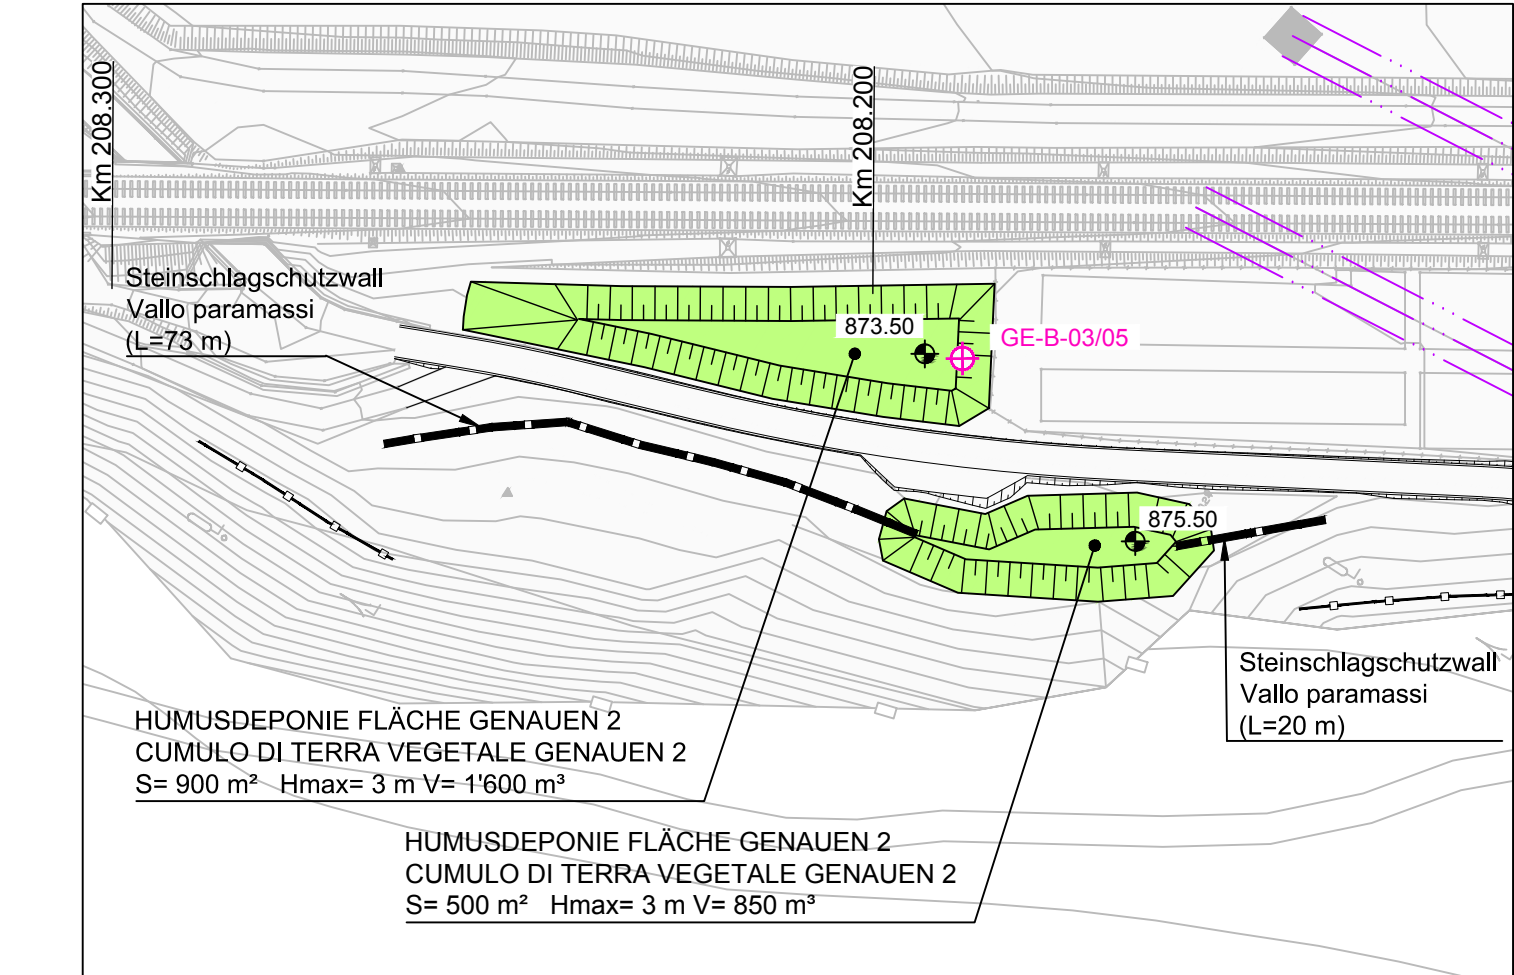 Km 208.300
Km 208.200
Steinschlagschutzwall
Vallo paramassi
(L=73 m)
873.50
GE-B-03/05
875.50
Steinschlagschutzwall
Vallo paramassi
(L=20 m)
HUMUSDEPONIE FLÄCHE GENAUEN 2
CUMULO DI TERRA VEGETALE GENAUEN 2
S= 900 m² Hmax= 3 m V= 1'600 m³
HUMUSDEPONIE FLÄCHE GENAUEN 2
CUMULO DI TERRA VEGETALE GENAUEN 2
S= 500 m² Hmax= 3 m V= 850 m³